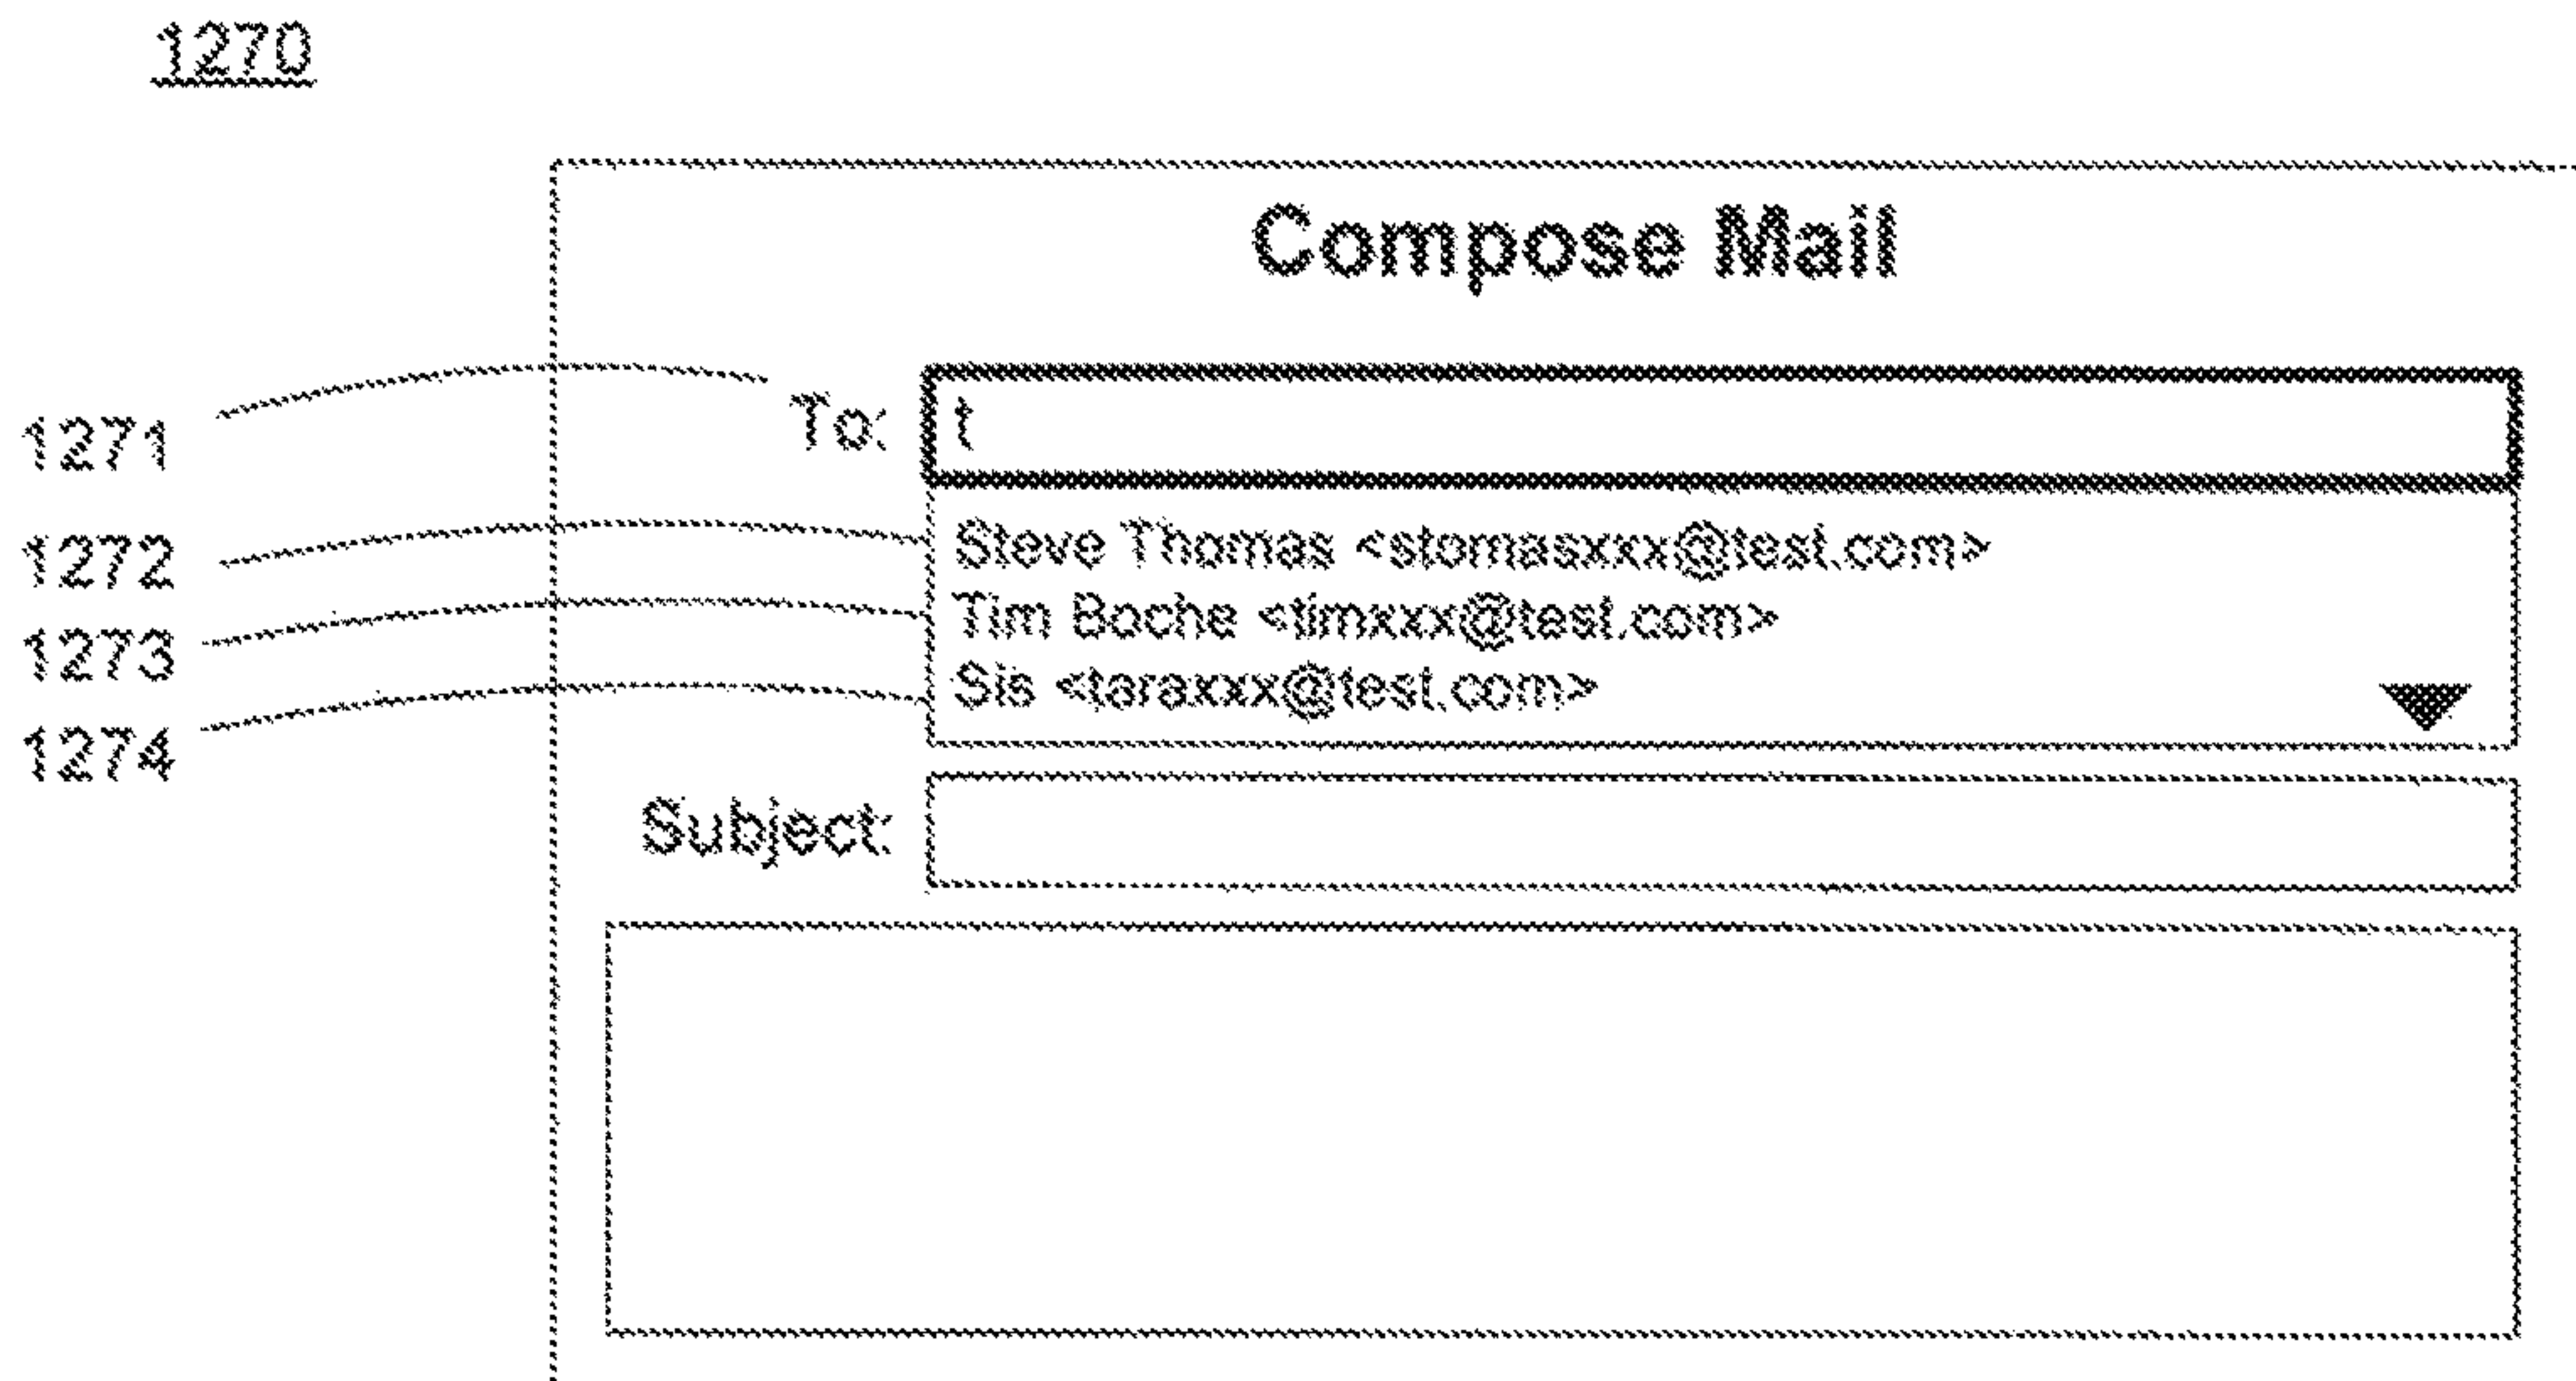 1270
Compose Mail
1271
To: t
1272
Steve Thomas <stomasxxx@test.com>
1273
Tim Boche <timxxx@test.com>
1274
Sis <taraxxx@test.com>
Subject: